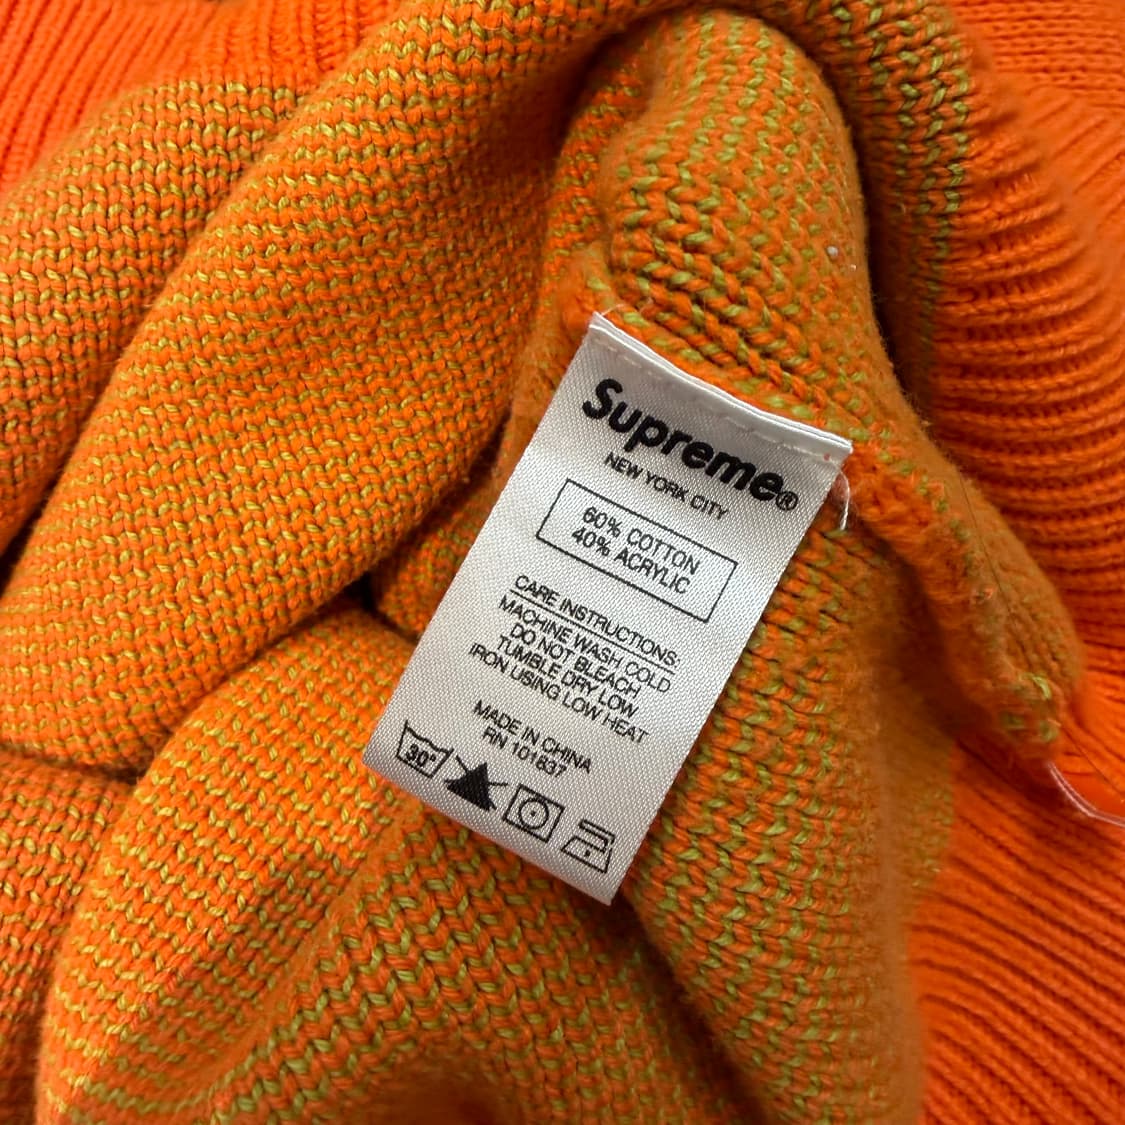 Supreme®
NEW YORK CITY
60% COTTON
40% ACRYLIC
CARE INSTRUCTIONS:
MACHINE WASH COLD
DO NOT BLEACH
TUMBLE DRY LOW
IRON USING LOW HEAT
MADE IN CHINA
RN 101837
30°